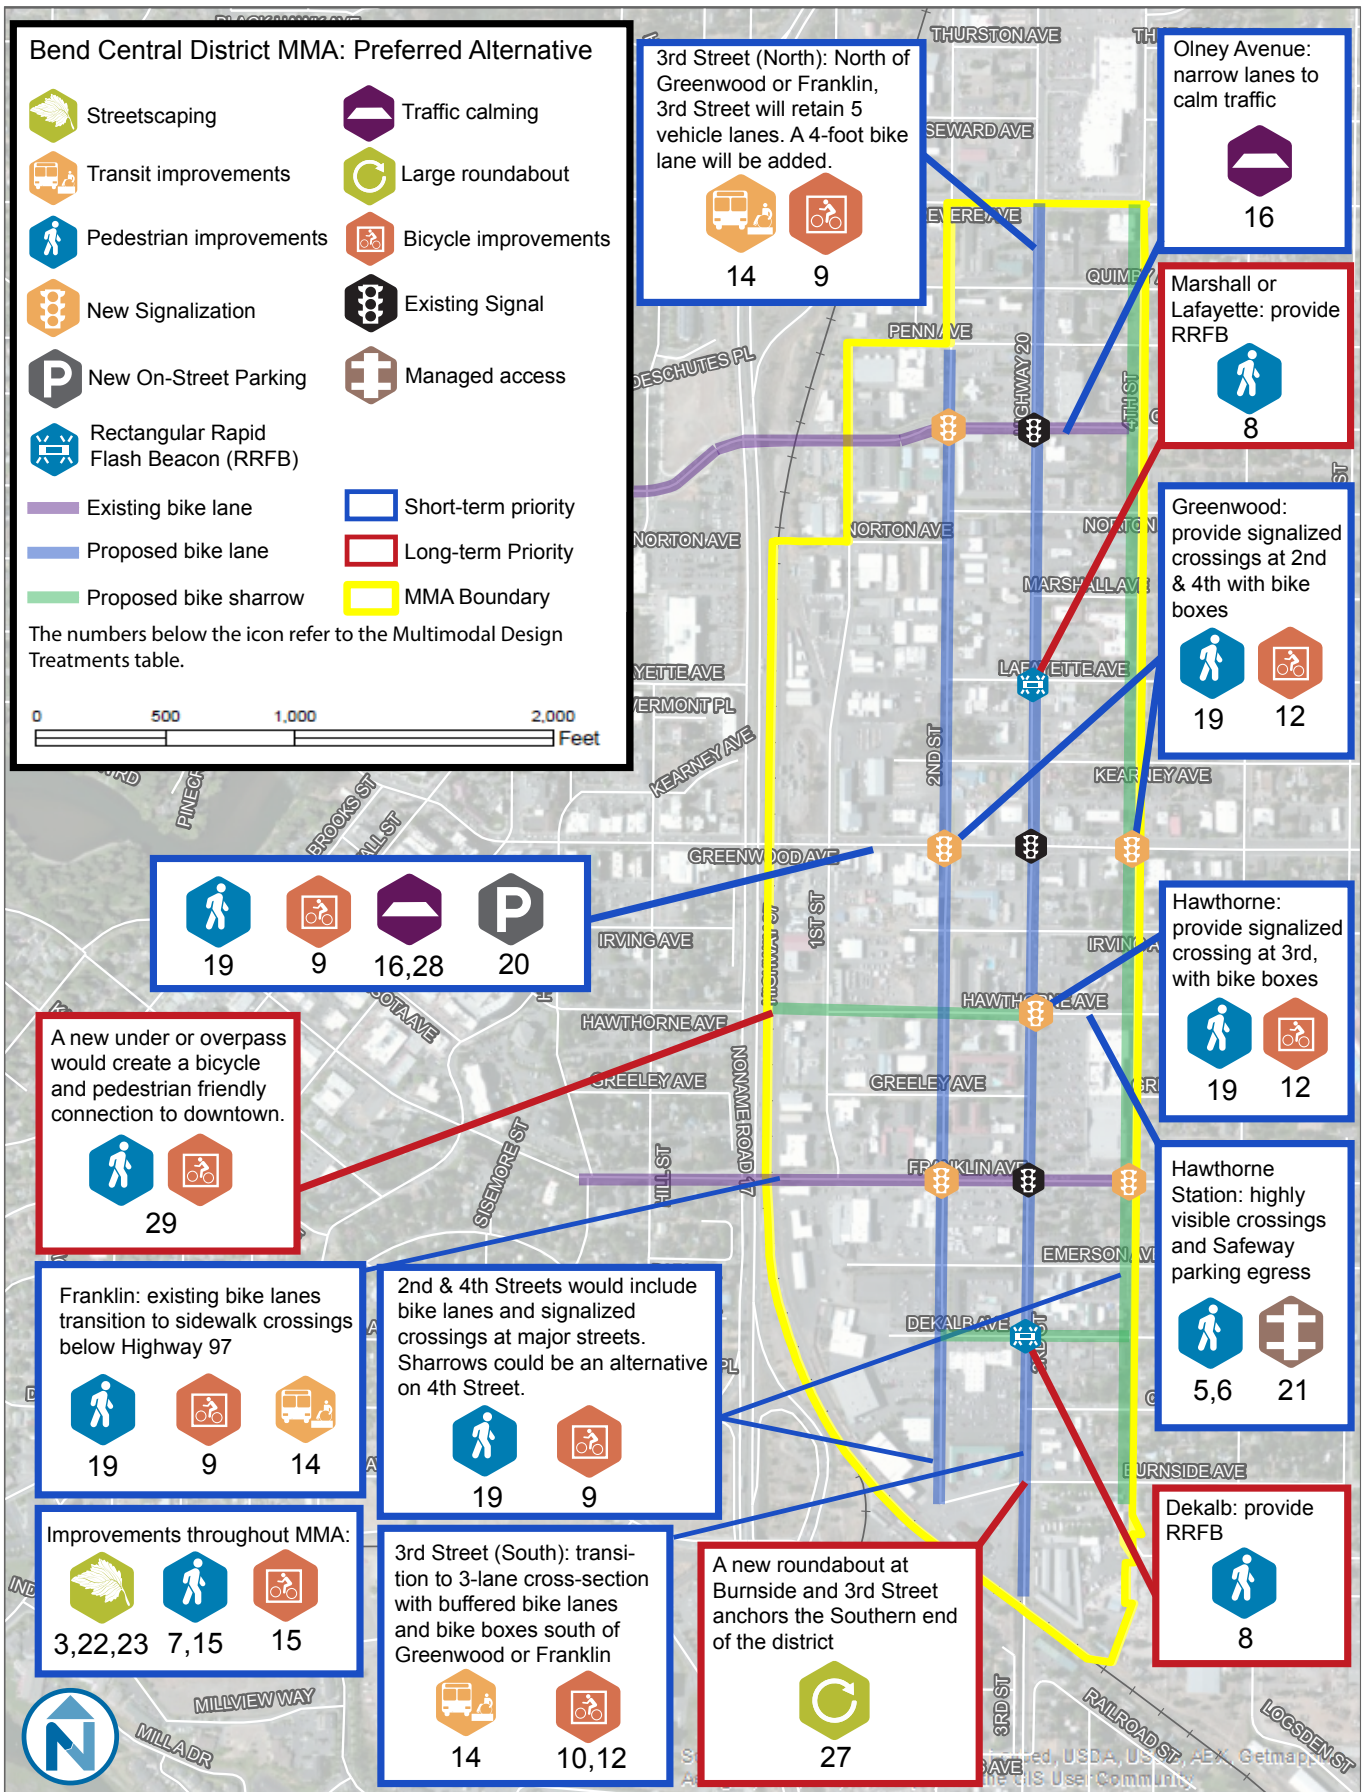 Bend Central District MMA: Preferred Alternative
Streetscaping
Traffic calming
Transit improvements
Large roundabout
Pedestrian improvements
Bicycle improvements
New Signalization
Existing Signal
P
New On-Street Parking
Managed access
Rectangular Rapid
Flash Beacon (RRFB)
Existing bike lane
Short-term priority
Proposed bike lane
Long-term Priority
Proposed bike sharrow
MMA Boundary
The numbers below the icon refer to the Multimodal Design
Treatments table.
0 500 1,000 2,000
Feet
3rd Street (North): North of
Greenwood or Franklin,
3rd Street will retain 5
vehicle lanes. A 4-foot bike
lane will be added.
14 9
Olney Avenue:
narrow lanes to
calm traffic
16
Marshall or
Lafayette: provide
RRFB
8
Greenwood:
provide signalized
crossings at 2nd
& 4th with bike
boxes
19 12
P
19 9 16,28 20
Hawthorne:
provide signalized
crossing at 3rd,
with bike boxes
19 12
A new under or overpass
would create a bicycle
and pedestrian friendly
connection to downtown.
29
Hawthorne
Station: highly
visible crossings
and Safeway
parking egress
5,6 21
Franklin: existing bike lanes
transition to sidewalk crossings
below Highway 97
19 9 14
2nd & 4th Streets would include
bike lanes and signalized
crossings at major streets.
Sharrows could be an alternative
on 4th Street.
19 9
Improvements throughout MMA:
3,22,23 7,15 15
3rd Street (South): transi-
tion to 3-lane cross-section
with buffered bike lanes
and bike boxes south of
Greenwood or Franklin
14 10,12
A new roundabout at
Burnside and 3rd Street
anchors the Southern end
of the district
27
Dekalb: provide
RRFB
8
N
THURSTON AVE
SEWARD AVE
PENN AVE
DESCHUTES PL
4TH ST
NORTON AVE
NORTON AVE
NORTON
MARSHALL AVE
LAFAYETTE AVE
VERMONT PL
KEARNEY AVE
KEARNEY AVE
2ND ST
BROOKS ST
GREENWOOD AVE
1ST ST
IRVING AVE
HAWTHORNE AVE
HAWTHORNE AVE
GREELEY AVE
GREELEY AVE
NONAME ROAD 17
SISEMORE ST
HILL ST
FRANKLIN AVE
EMERSON AVE
DEKALB AVE
BURNSIDE AVE
3RD ST
RAILROAD ST
LOGSDEN ST
MILLVIEW WAY
MILL A DR